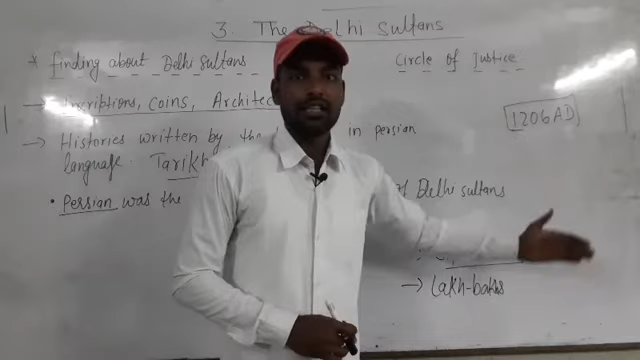 3. The Delhi Sultans
* finding about Delhi Sultans
Circle of Justice
→ Inscriptions, Coins, Architec
1206AD
→ Histories written by the in persian
language. Tarikh
• Persian was the of Delhi sultans
→ Lakh-baksh